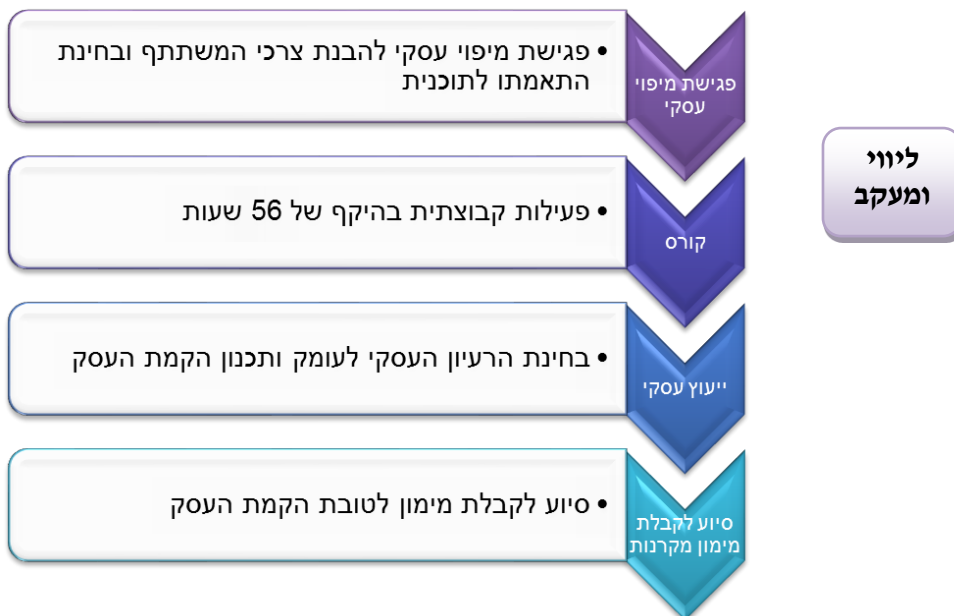 ליווי
ומעקב
פגישת מיפוי
עסקי
• פגישת מיפוי עסקי להבנת צרכי המשתתף ובחינת
התאמתו לתוכנית
קורס
• פעילות קבוצתית בהיקף של 56 שעות
ייעוץ עסקי
• בחינת הרעיון העסקי לעומק ותכנון הקמת העסק
סיוע לקבלת
מימון מקרנות
• סיוע לקבלת מימון לטובת הקמת העסק